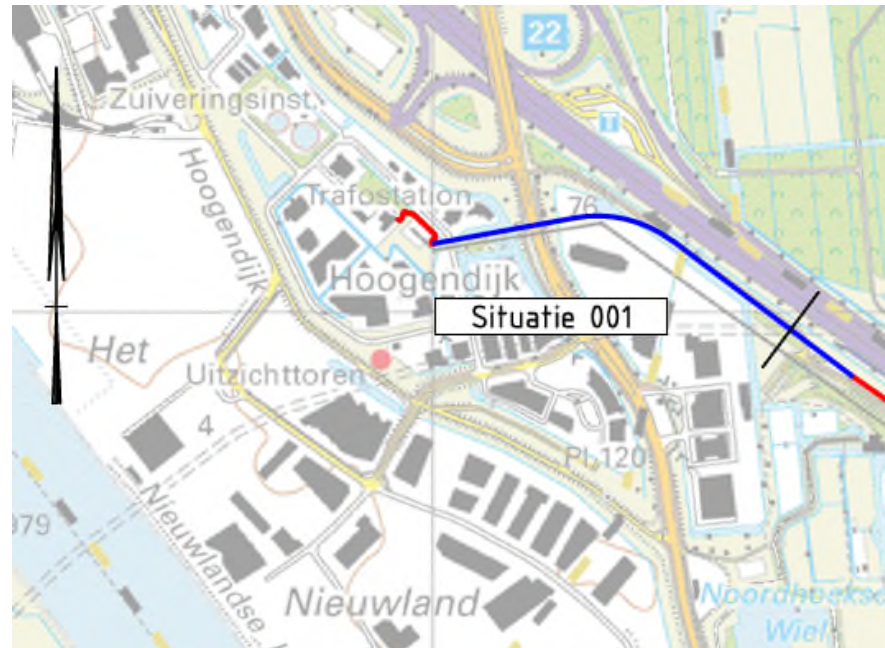 22
Zuiveringsinst.
T
Hoogendijk
Trafostation
76
Hoogendijk
Situatie 001
Het
Uitzichttoren
4
Pl.120
979
Nieuwlandse
Nieuwland
Noordhoekse
Wiel